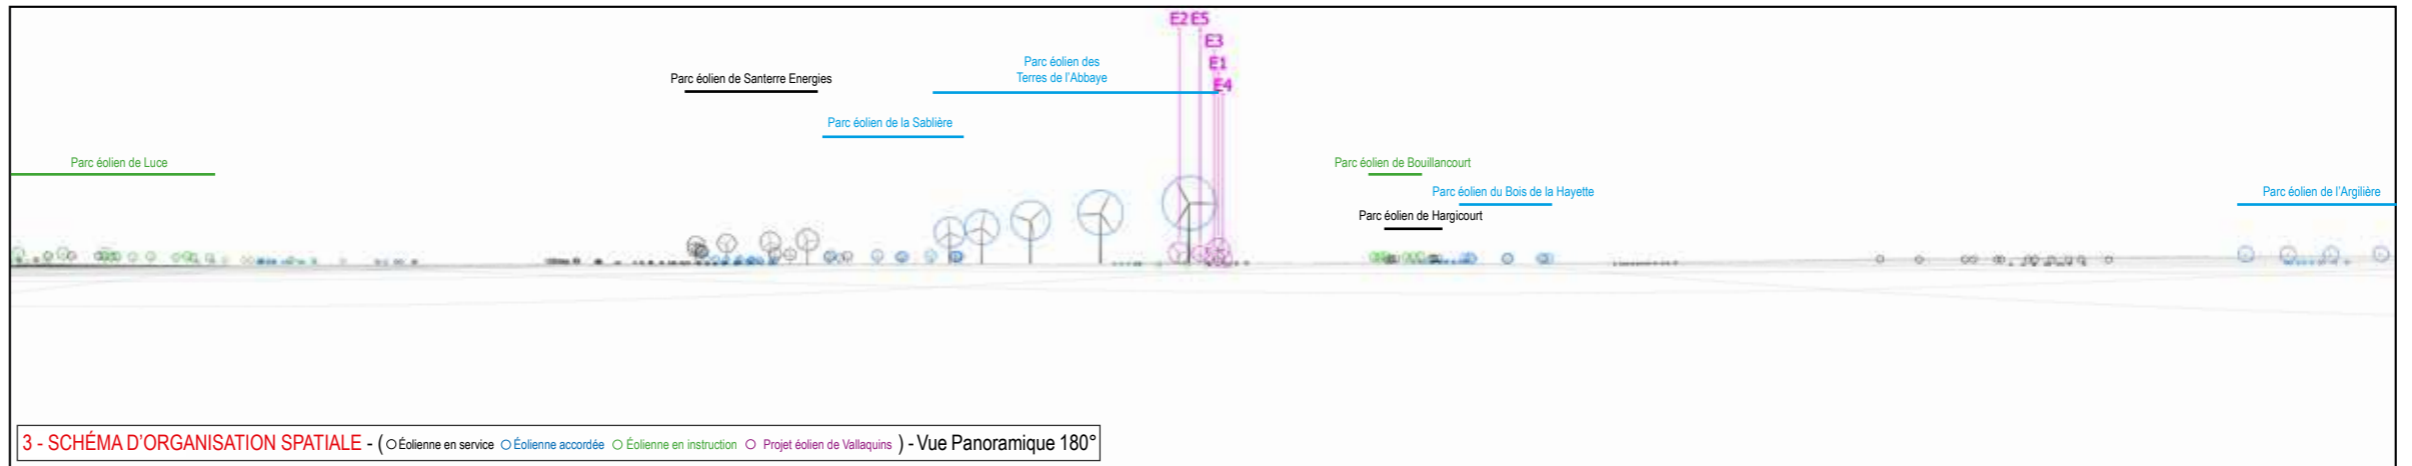 E2 E5
E3
E1
E4
Parc éolien de Santerre Energies
Parc éolien des
Terres de l'Abbaye
Parc éolien de la Sablière
Parc éolien de Luce
Parc éolien de Bouillancourt
Parc éolien du Bois de la Hayette
Parc éolien de l'Argilière
Parc éolien de Hargicourt
3 - SCHÉMA D'ORGANISATION SPATIALE - ( Éolienne en service Éolienne accordée Éolienne en instruction Projet éolien de Vallaquins ) - Vue Panoramique 180°